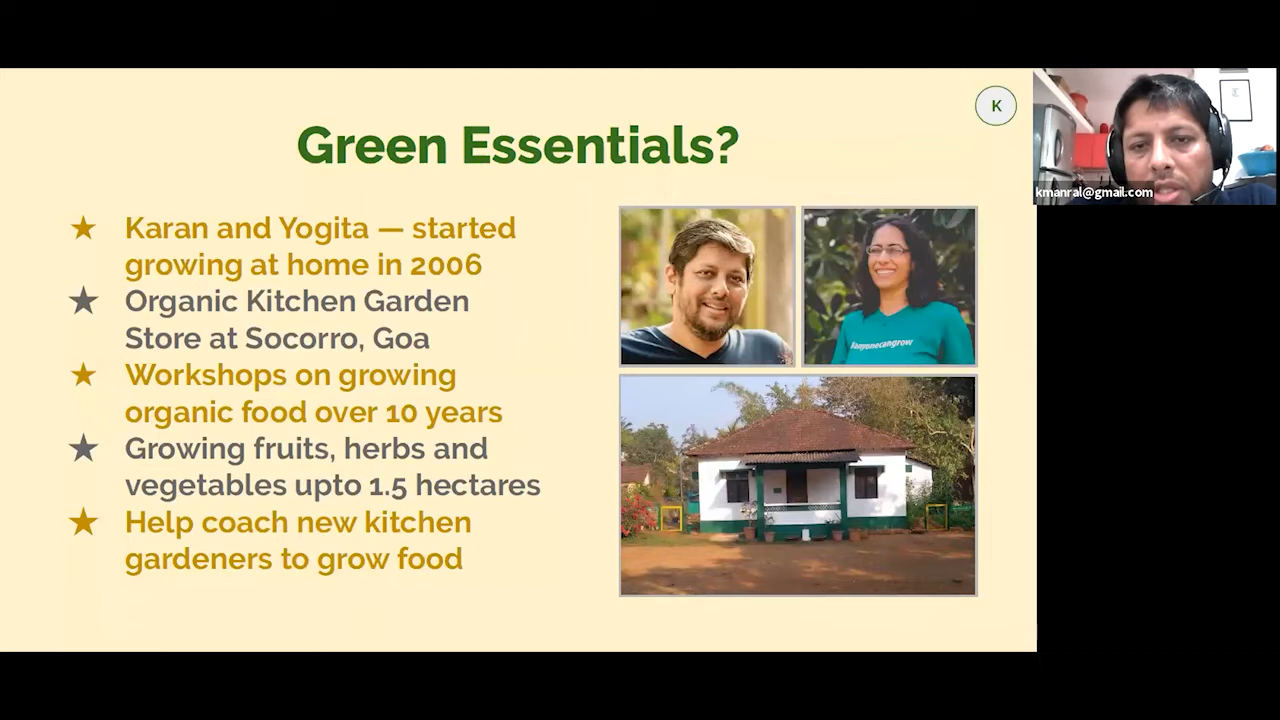 Green Essentials?
K
★ Karan and Yogita — started
growing at home in 2006
★ Organic Kitchen Garden
Store at Socorro, Goa
★ Workshops on growing
organic food over 10 years
★ Growing fruits, herbs and
vegetables upto 1.5 hectares
★ Help coach new kitchen
gardeners to grow food
#anyonecangrow
kmanral@gmail.com